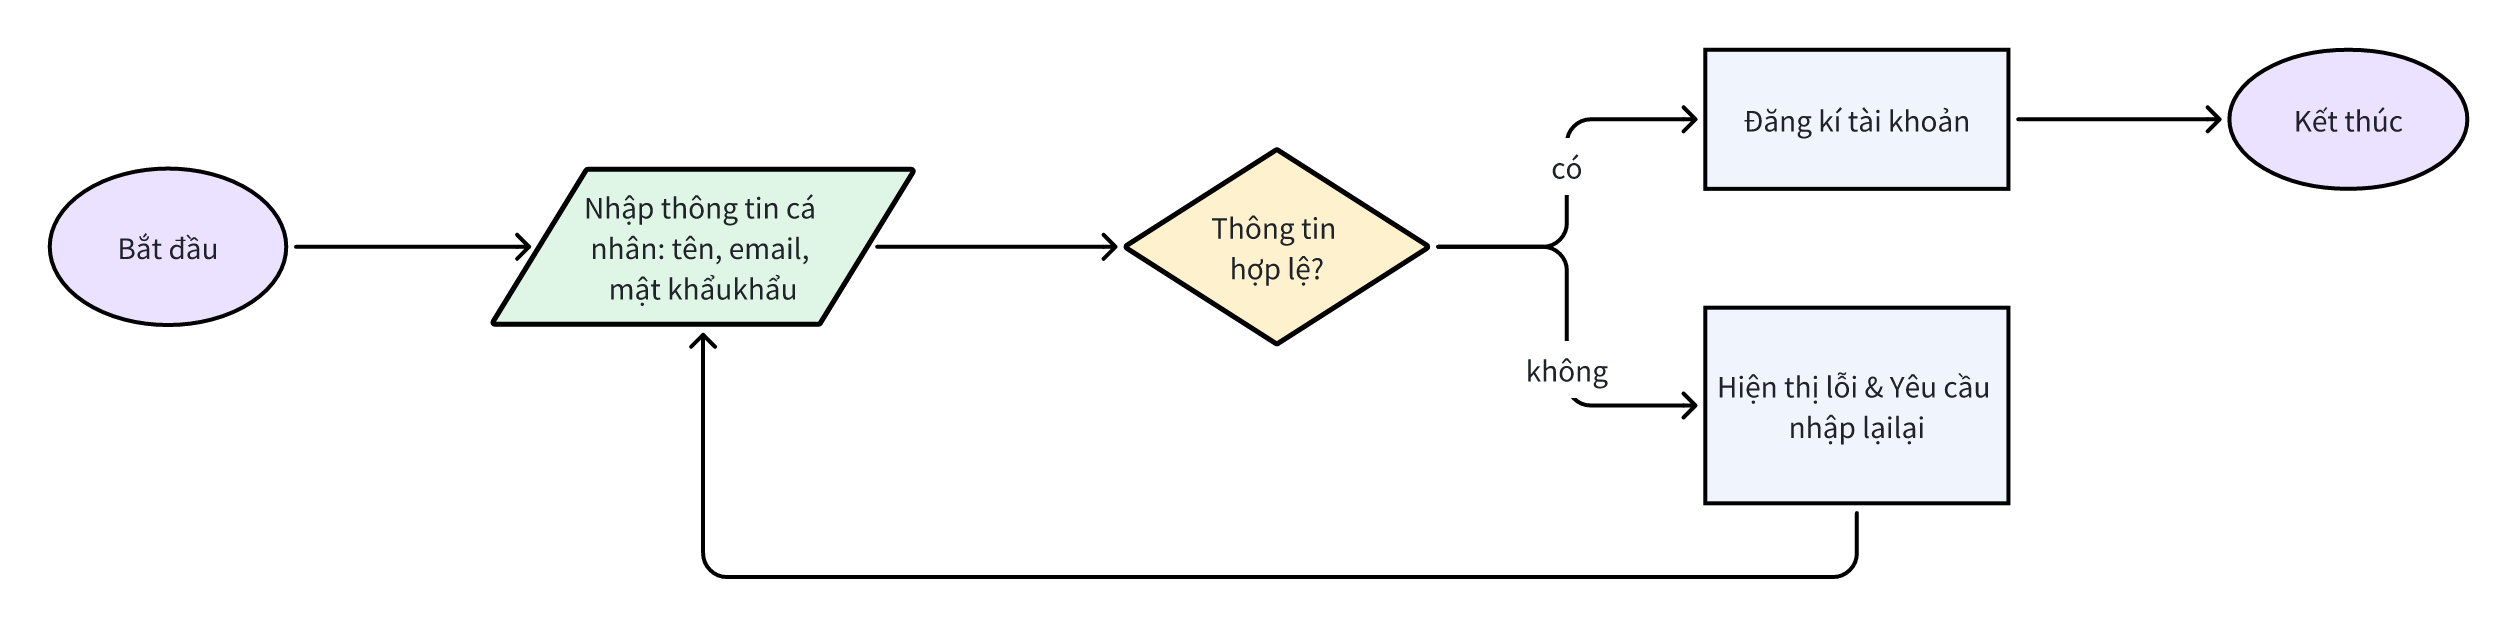 Bắt đầu
Nhập thông tin cá
nhân: tên, email,
mật khẩukhẩu
Thông tin
hợp lệ?
có
Đăng kí tài khoản
Kết thúc
không
Hiện thị lỗi & Yêu cầu
nhập lạilại